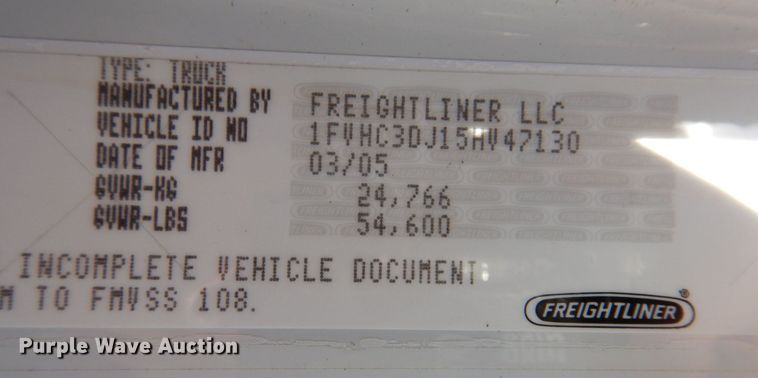 TYPE: TRUCK
MANUFACTURED BY FREIGHTLINER LLC
VEHICLE ID NO 1FVHC3DJ15HV47130
DATE OF MFR 03/05
GVWR-KG 24,766
GVWR-LBS 54,600
INCOMPLETE VEHICLE DOCUMENT
M TO FMVSS 108.
FREIGHTLINER ®
Purple Wave Auction